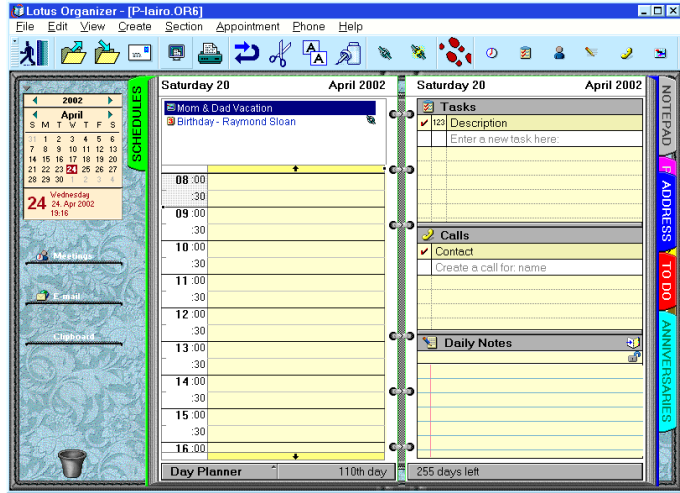 Lotus Organizer - [P-lairo.OR6]
File Edit View Create Section Appointment Phone Help
2002
April
S M T W T F S
31 1 2 3 4 5 6
7 8 9 10 11 12 13
14 15 16 17 18 19 20
21 22 23 24 25 26 27
28 29 30 1 2 3 4
24
Wednesday
24. Apr 2002
19:16
Meetings
E-mail
Clipboard
SCHEDULES
Saturday 20 April 2002
Mom & Dad Vacation
Birthday - Raymond Sloan
08 :00
:30
09 :00
:30
10 :00
:30
11 :00
:30
12 :00
:30
13 :00
:30
14 :00
:30
15 :00
:30
16 :00
Day Planner 110th day
Saturday 20 April 2002
Tasks
123 Description
Enter a new task here:
Calls
Contact
Create a call for: name
Daily Notes
255 days left
NOTEPAD
P
ADDRESS
TO DO
ANNIVERSARIES